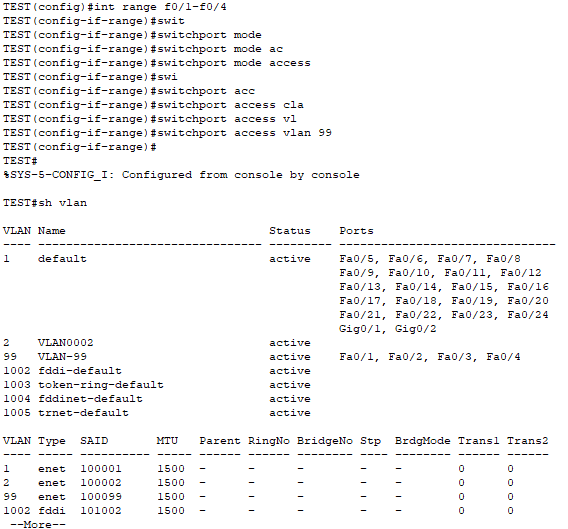 TEST(config)#int range f0/1-f0/4
TEST(config-if-range)#swit
TEST(config-if-range)#switchport mode
TEST(config-if-range)#switchport mode ac
TEST(config-if-range)#switchport mode access
TEST(config-if-range)#swi
TEST(config-if-range)#switchport acc
TEST(config-if-range)#switchport access cla
TEST(config-if-range)#switchport access vl
TEST(config-if-range)#switchport access vlan 99
TEST(config-if-range)#
TEST#
%SYS-5-CONFIG_I: Configured from console by console
TEST#sh vlan
VLAN Name Status Ports
---- -------------------------------- --------- -------------------------------
1 default active Fa0/5, Fa0/6, Fa0/7, Fa0/8
Fa0/9, Fa0/10, Fa0/11, Fa0/12
Fa0/13, Fa0/14, Fa0/15, Fa0/16
Fa0/17, Fa0/18, Fa0/19, Fa0/20
Fa0/21, Fa0/22, Fa0/23, Fa0/24
Gig0/1, Gig0/2
2 VLAN0002 active
99 VLAN-99 active Fa0/1, Fa0/2, Fa0/3, Fa0/4
1002 fddi-default active
1003 token-ring-default active
1004 fddinet-default active
1005 trnet-default active
VLAN Type SAID MTU Parent RingNo BridgeNo Stp BrdgMode Trans1 Trans2
---- ----- ---------- ----- ------ ------ -------- ---- -------- ------ ------
1 enet 100001 1500 - - - - - 0 0
2 enet 100002 1500 - - - - - 0 0
99 enet 100099 1500 - - - - - 0 0
1002 fddi 101002 1500 - - - - - 0 0
--More--